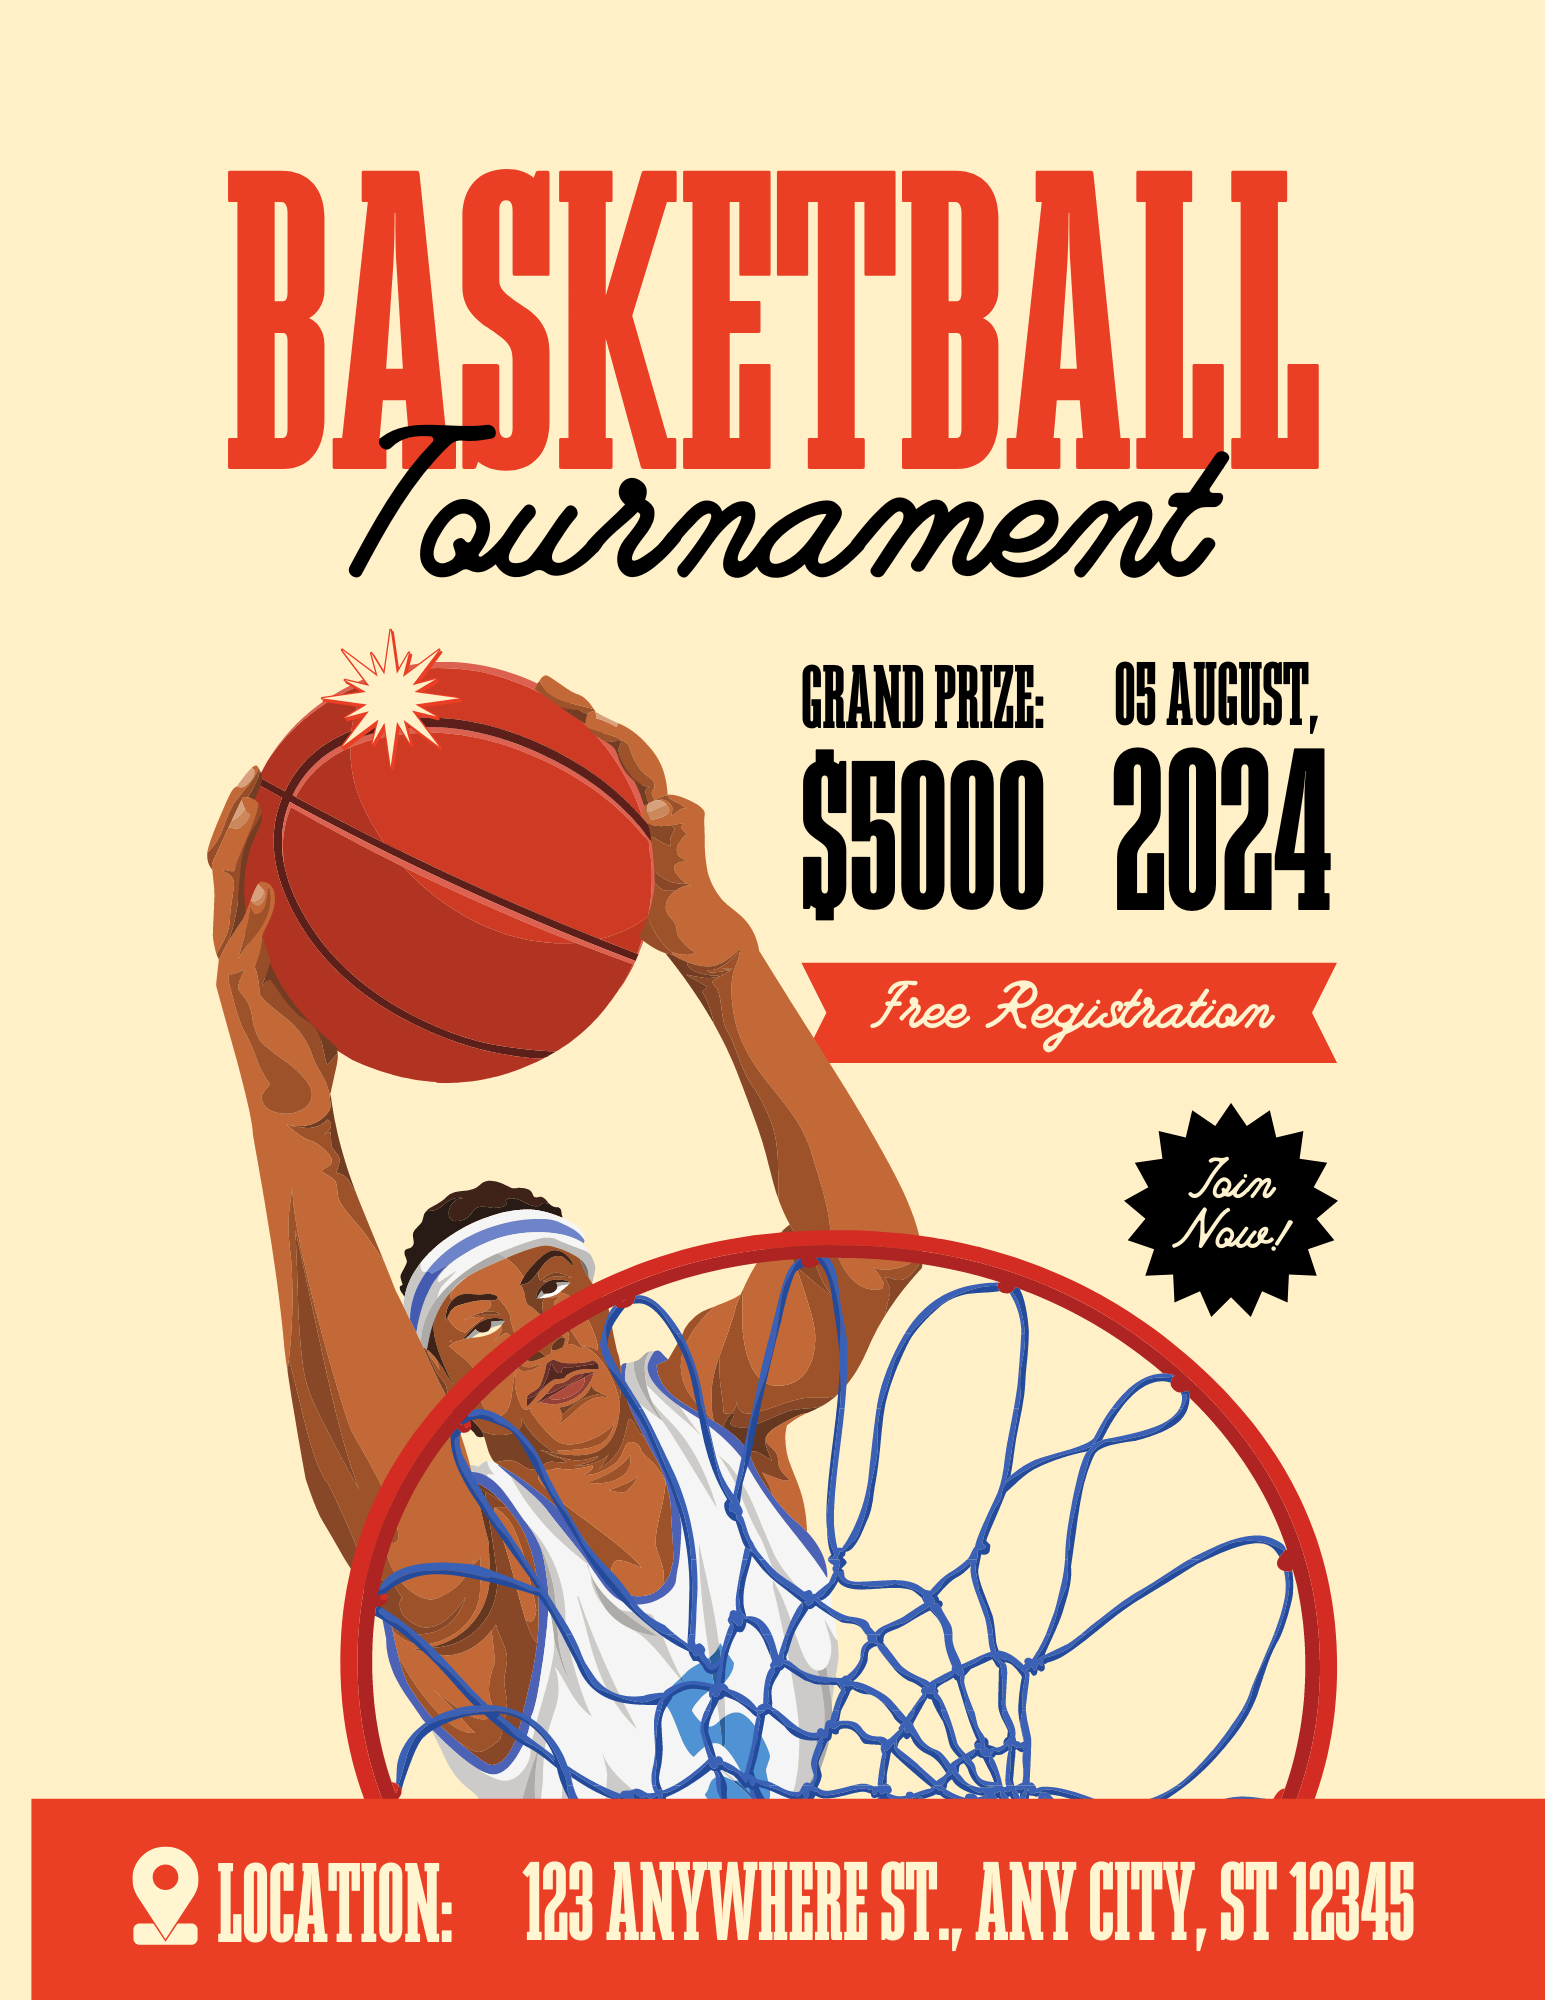 BASKETBALL
Tournament
GRAND PRIZE:
$5000
05 AUGUST,
2024
Free Registration
Join
Now!
LOCATION: 123 ANYWHERE ST., ANY CITY, ST 12345